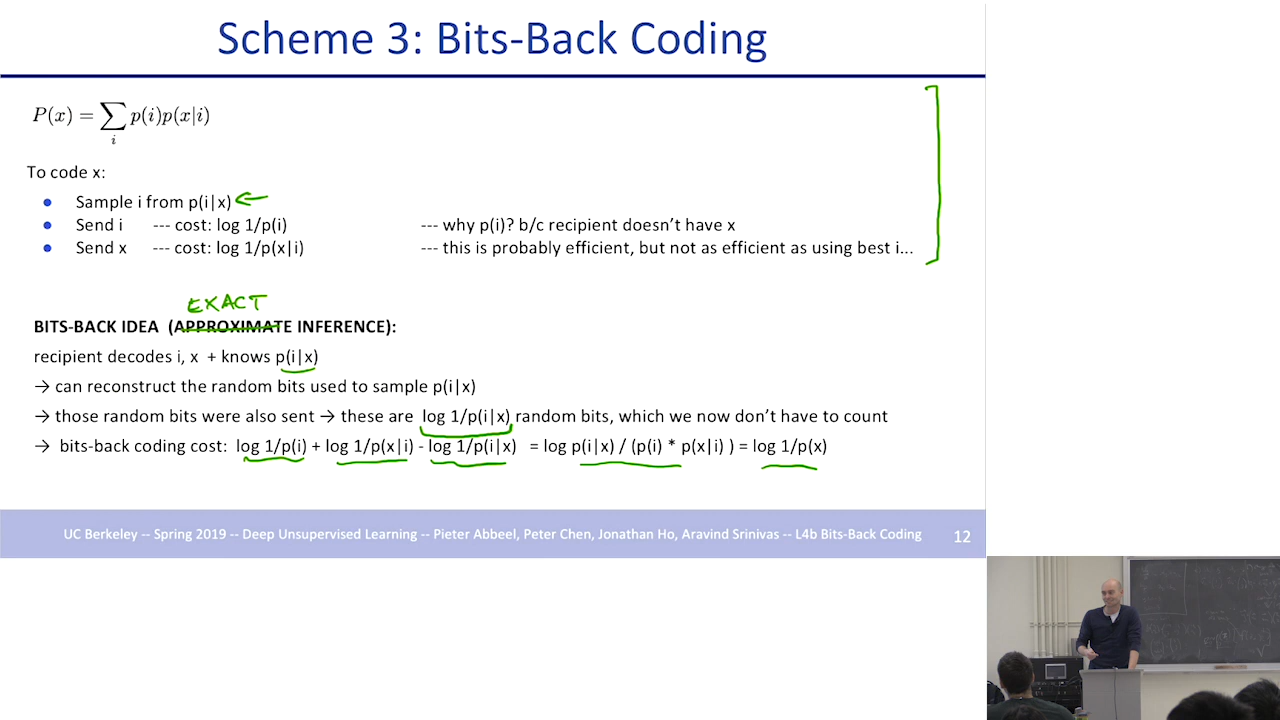 Scheme 3: Bits-Back Coding
P(x) = ∑ᵢ p(i)p(x|i)
To code x:
• Sample i from p(i|x) ←
• Send i --- cost: log 1/p(i) --- why p(i)? b/c recipient doesn't have x
• Send x --- cost: log 1/p(x|i) --- this is probably efficient, but not as efficient as using best i...
EXACT
BITS-BACK IDEA (APPROXIMATE INFERENCE):
recipient decodes i, x + knows p(i|x)
→ can reconstruct the random bits used to sample p(i|x)
→ those random bits were also sent → these are log 1/p(i|x) random bits, which we now don't have to count
→ bits-back coding cost: log 1/p(i) + log 1/p(x|i) - log 1/p(i|x) = log p(i|x) / (p(i) * p(x|i) ) = log 1/p(x)
UC Berkeley -- Spring 2019 -- Deep Unsupervised Learning -- Pieter Abbeel, Peter Chen, Jonathan Ho, Aravind Srinivas -- L4b Bits-Back Coding 12